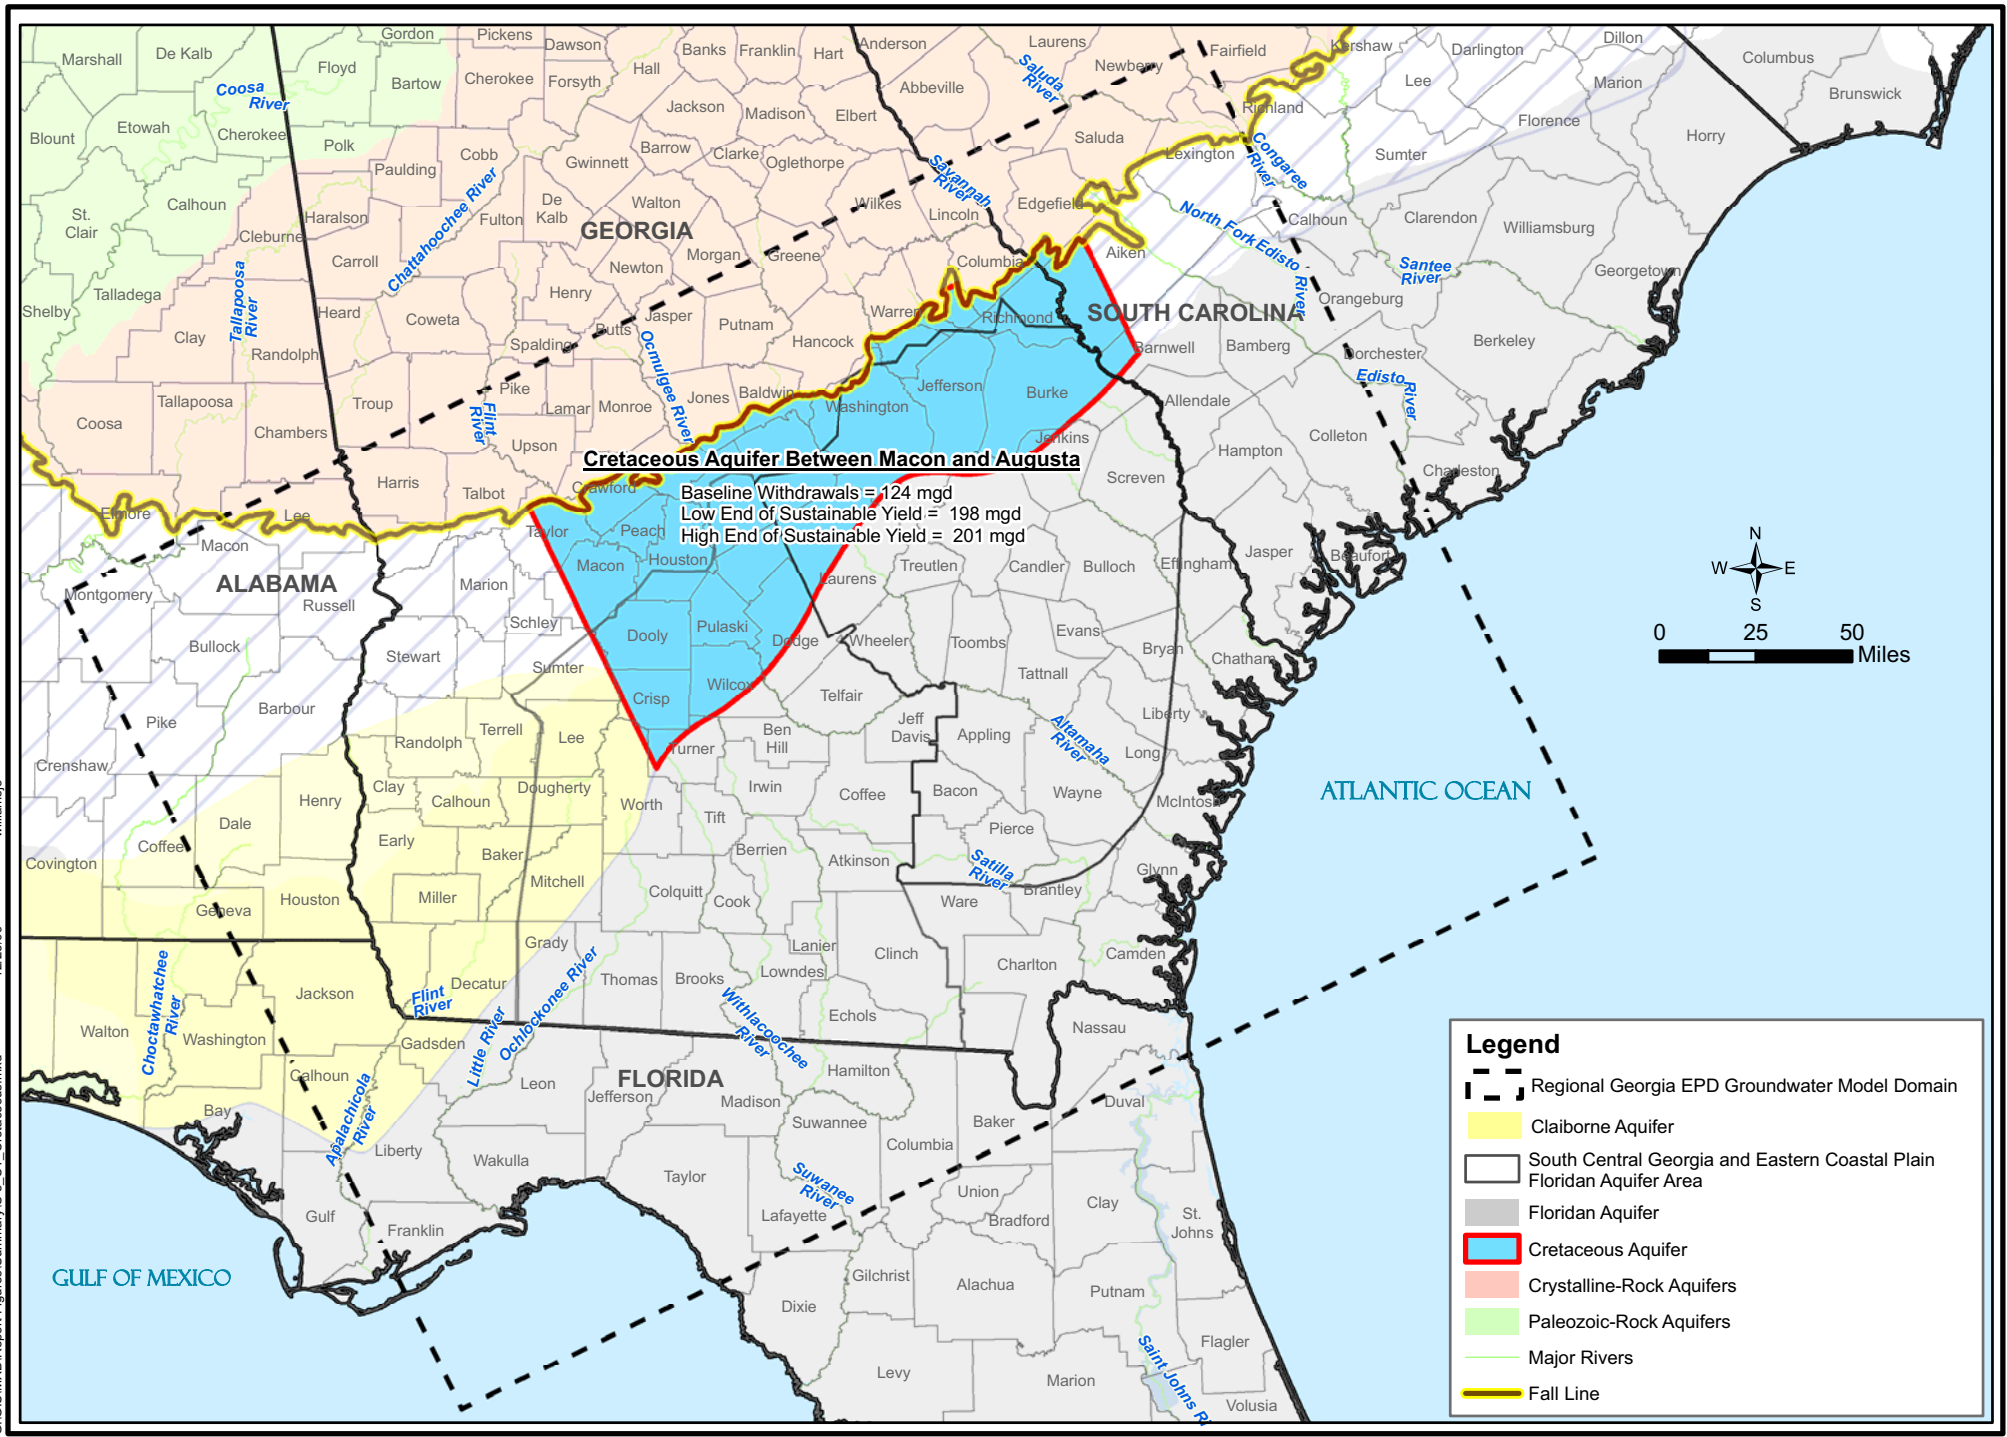 Marshall
De Kalb
Gordon
Pickens
Dawson
Banks
Franklin
Hart
Anderson
Laurens
Fairfield
Kershaw
Darlington
Dillon
Columbus
Floyd
Bartow
Cherokee
Forsyth
Hall
Abbeville
Saluda
River
Newberry
Lee
Marion
Brunswick
Coosa
River
Jackson
Madison
Elbert
Richland
Florence
Horry
Blount
Etowah
Cherokee
Polk
Paulding
Cobb
Gwinnett
Barrow
Clarke
Oglethorpe
Saluda
Lexington
Congaree
River
Sumter
Savannah
River
Calhoun
St.
Clair
Haralson
Chattahoochee River
Fulton
De
Kalb
Walton
Wilkes
Lincoln
Edgefield
North Fork Edisto
River
Calhoun
Clarendon
Williamsburg
Cleburne
GEORGIA
Morgan
Greene
Columbia
Aiken
Carroll
Newton
Santee
River
Georgetown
Shelby
Talladega
Tallapoosa
River
Heard
Coweta
Henry
Butts
Jasper
Putnam
Warren
Richmond
SOUTH CAROLINA
Orangeburg
Clay
Randolph
Spalding
Ocmulgee River
Hancock
Barnwell
Bamberg
Dorchester
Berkeley
Tallapoosa
Troup
Pike
Flint
River
Lamar
Monroe
Jones
Baldwin
Washington
Jefferson
Burke
Allendale
Edisto
River
Coosa
Chambers
Upson
Jenkins
Hampton
Colleton
Cretaceous Aquifer Between Macon and Augusta
Charleston
Harris
Talbot
Crawford
Baseline Withdrawals = 124 mgd
Low End of Sustainable Yield = 198 mgd
High End of Sustainable Yield = 201 mgd
Screven
Elmore
Lee
Macon
Taylor
Peach
Macon
Houston
Laurens
Treutlen
Candler
Bulloch
Effingham
Jasper
Beaufort
N
W
E
S
Montgomery
ALABAMA
Russell
Marion
Schley
Dooly
Pulaski
Dodge
Wheeler
Toombs
Evans
Bryan
Chatham
0
25
50
Miles
Bullock
Stewart
Sumter
Crisp
Wilcox
Telfair
Tattnall
Liberty
Pike
Barbour
Randolph
Terrell
Lee
Turner
Ben
Hill
Jeff
Davis
Appling
Altamaha
River
Long
Crenshaw
Henry
Clay
Calhoun
Dougherty
Worth
Irwin
Coffee
Bacon
Wayne
McIntosh
ATLANTIC OCEAN
Dale
Coffee
Early
Baker
Tift
Berrien
Atkinson
Pierce
Satilla
River
Brantley
Glynn
Covington
Geneva
Houston
Miller
Mitchell
Colquitt
Cook
Ware
Grady
Lanier
Clinch
Charlton
Camden
Choctawhatchee
River
Jackson
Decatur
Flint
River
Ochlockonee River
Thomas
Brooks
Lowndes
Withlacoochee
River
Echols
Walton
Washington
Little River
Gadsden
Nassau
Calhoun
Apalachicola
River
Leon
FLORIDA
Jefferson
Madison
Hamilton
Duval
Bay
Suwannee
Columbia
Baker
Liberty
Wakulla
Taylor
Suwanee
River
Union
Clay
St.
Johns
Gulf
Franklin
Lafayette
Bradford
GULF OF MEXICO
Gilchrist
Alachua
Putnam
Dixie
Flagler
Levy
Marion
Saint Johns Ri
Volusia
Legend
Regional Georgia EPD Groundwater Model Domain
Claiborne Aquifer
South Central Georgia and Eastern Coastal Plain
Floridan Aquifer Area
Floridan Aquifer
Cretaceous Aquifer
Crystalline-Rock Aquifers
Paleozoic-Rock Aquifers
Major Rivers
Fall Line